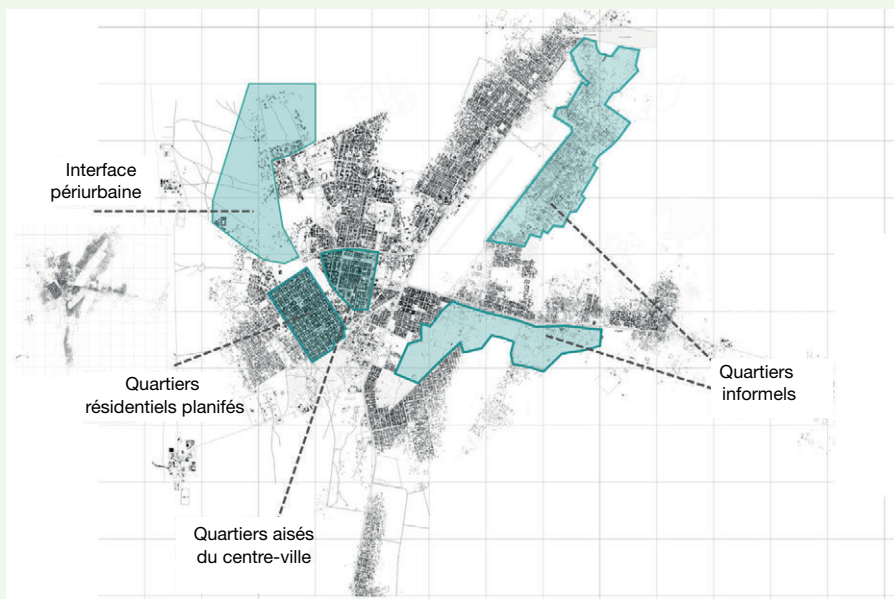 Interface
périurbaine
Quartiers
résidentiels planifés
Quartiers
informels
Quartiers aisés
du centre-ville